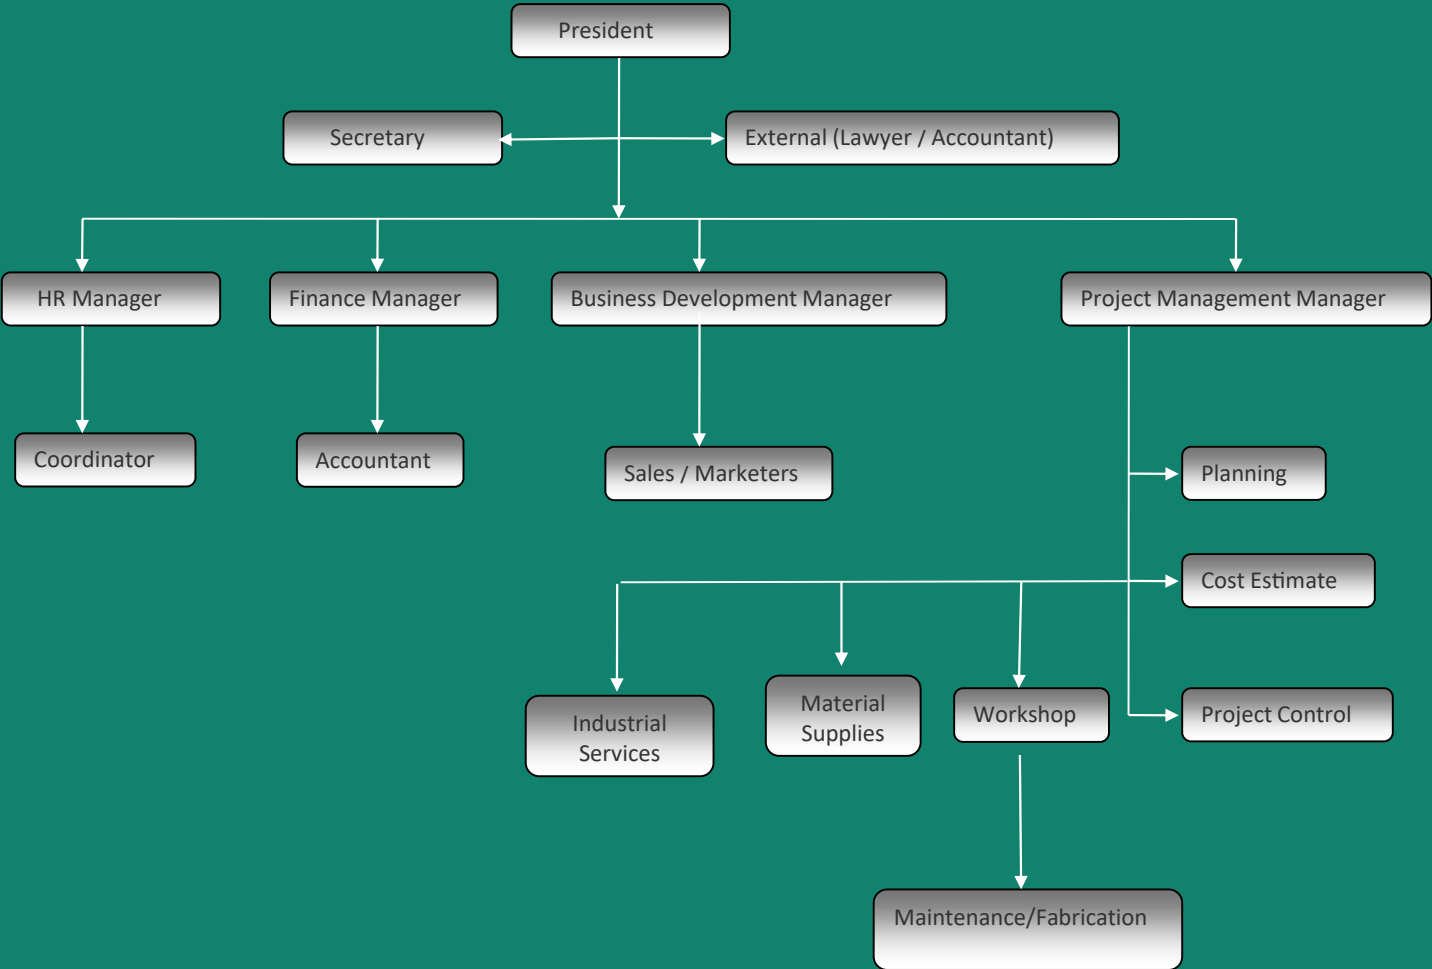 President
Secretary
External (Lawyer / Accountant)
HR Manager
Finance Manager
Business Development Manager
Project Management Manager
Coordinator
Accountant
Sales / Marketers
Planning
Cost Estimate
Industrial
Services
Material
Supplies
Workshop
Project Control
Maintenance/Fabrication